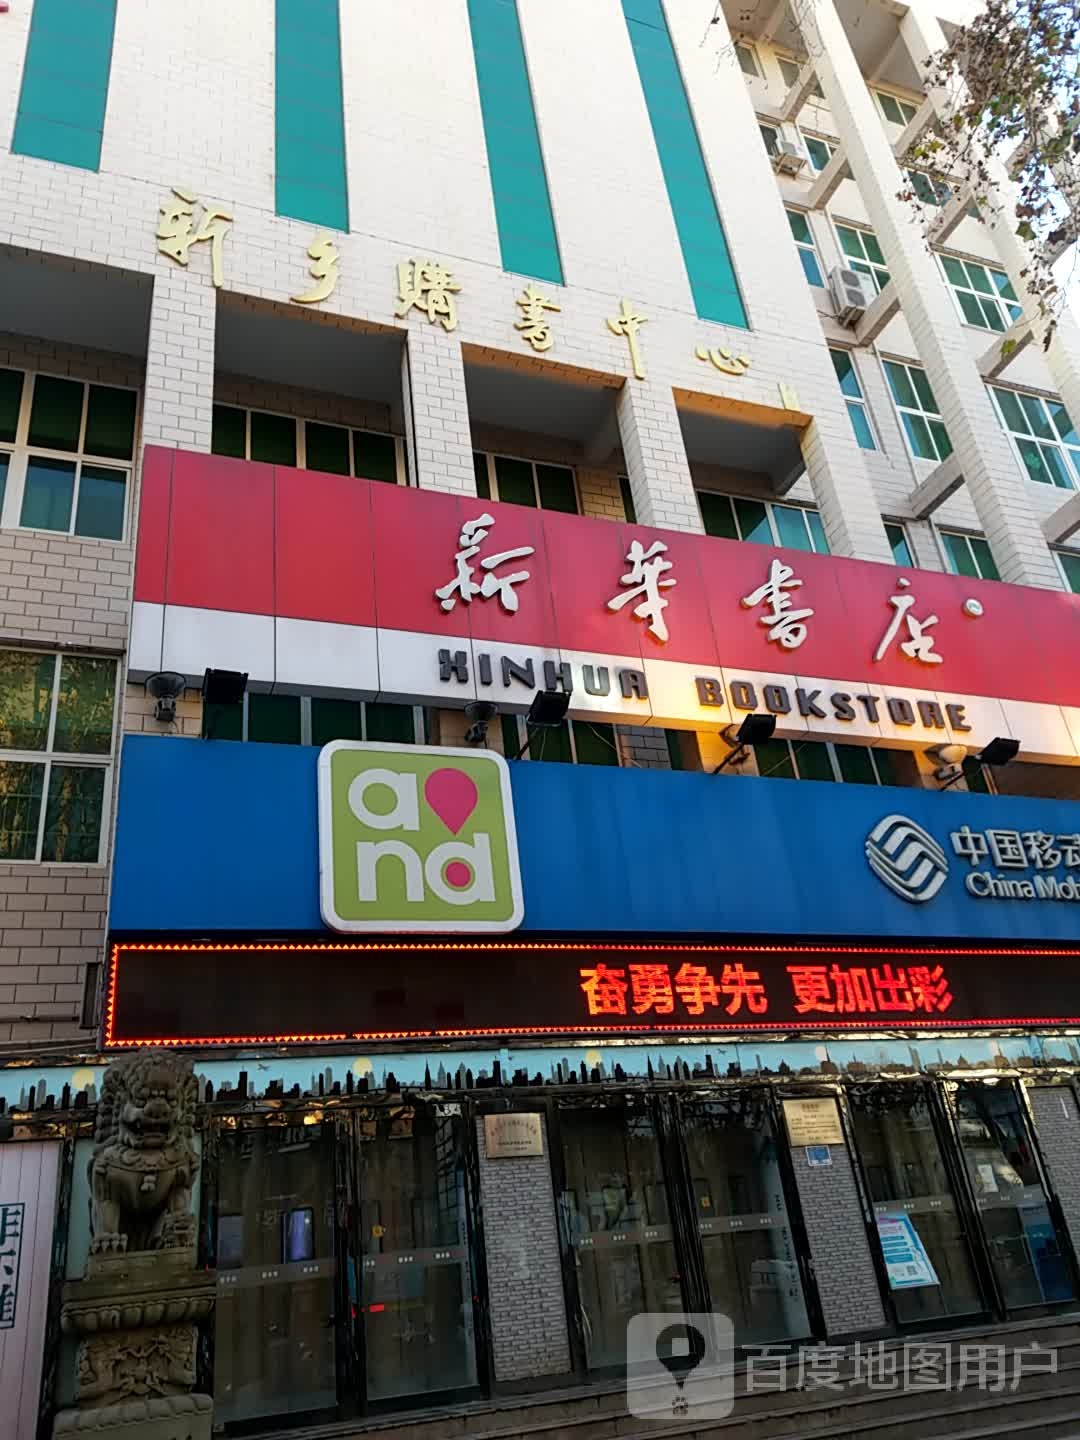 新乡購書中心
新華書店
XINHUA BOOKSTORE
and
中国移动
China Mob
奋勇争先 更加出彩
百度地图用户